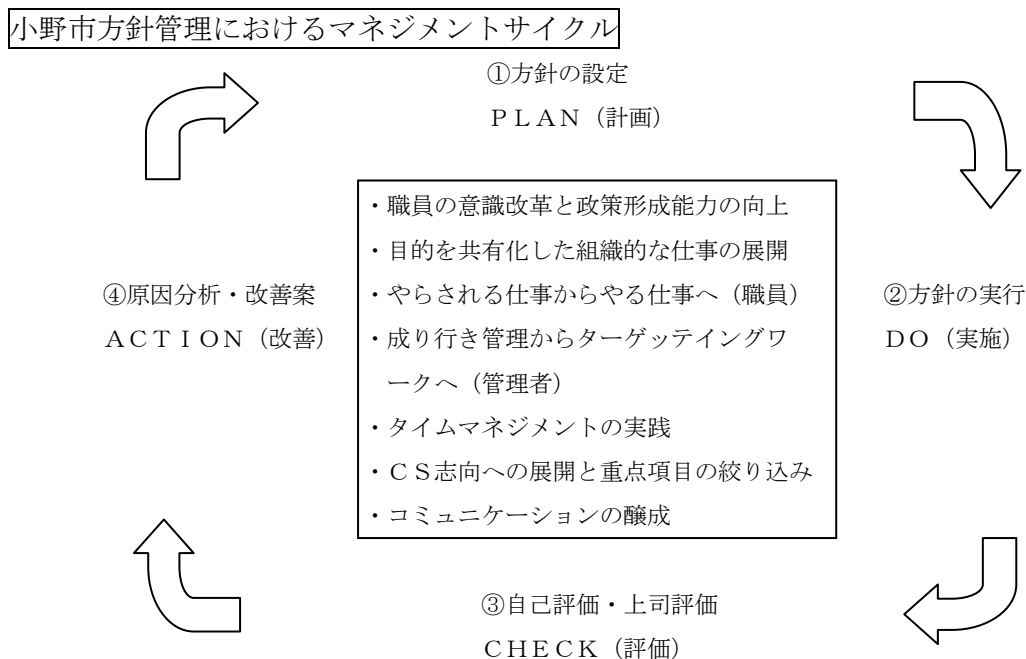 小野市方針管理におけるマネジメントサイクル
①方針の設定
ＰＬＡＮ（計画）
・職員の意識改革と政策形成能力の向上
・目的を共有化した組織的な仕事の展開
・やらされる仕事からやる仕事へ（職員）
・成り行き管理からターゲッテイングワ
ークへ（管理者）
・タイムマネジメントの実践
・ＣＳ志向への展開と重点項目の絞り込み
・コミュニケーションの醸成
②方針の実行
ＤＯ（実施）
③自己評価・上司評価
ＣＨＥＣＫ（評価）
④原因分析・改善案
ＡＣＴＩＯＮ（改善）